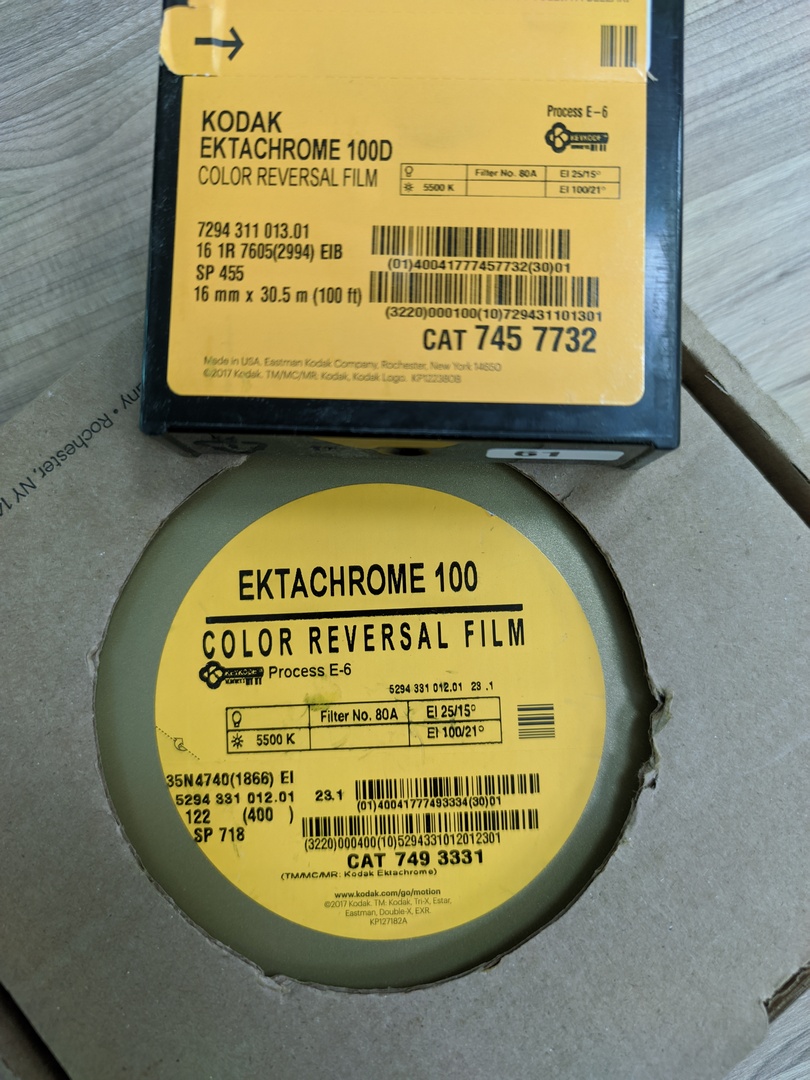 KODAK
EKTACHROME 100D
COLOR REVERSAL FILM
Process E-6
KEYKODE
5500 K Filter No. 80A EI 25/15°
EI 100/21°
7294 311 013.01
16 1R 7605(2994) EIB
SP 455
16 mm x 30.5 m (100 ft)
(01)40041777457732(30)01
(3220)000100(10)729431101301
CAT 745 7732
Made in USA. Eastman Kodak Company, Rochester, New York 14650
©2017 Kodak. TM/MC/MR: Kodak, Kodak Logo. KP122380B
Rochester, NY
EKTACHROME 100
COLOR REVERSAL FILM
Process E-6
5294 331 012.01 23 .1
Filter No. 80A EI 25/15°
5500 K EI 100/21°
35N4740(1866) EI
5294 331 012.01 23.1
122 (400 )
SP 718
(01)40041777493334(30)01
(3220)000400(10)5294331012012301
CAT 749 3331
(TM/MC/MR: Kodak Ektachrome)
www.kodak.com/go/motion
©2017 Kodak. TM: Kodak, Tri-X, Estar,
Eastman, Double-X, EXR.
KP127182A